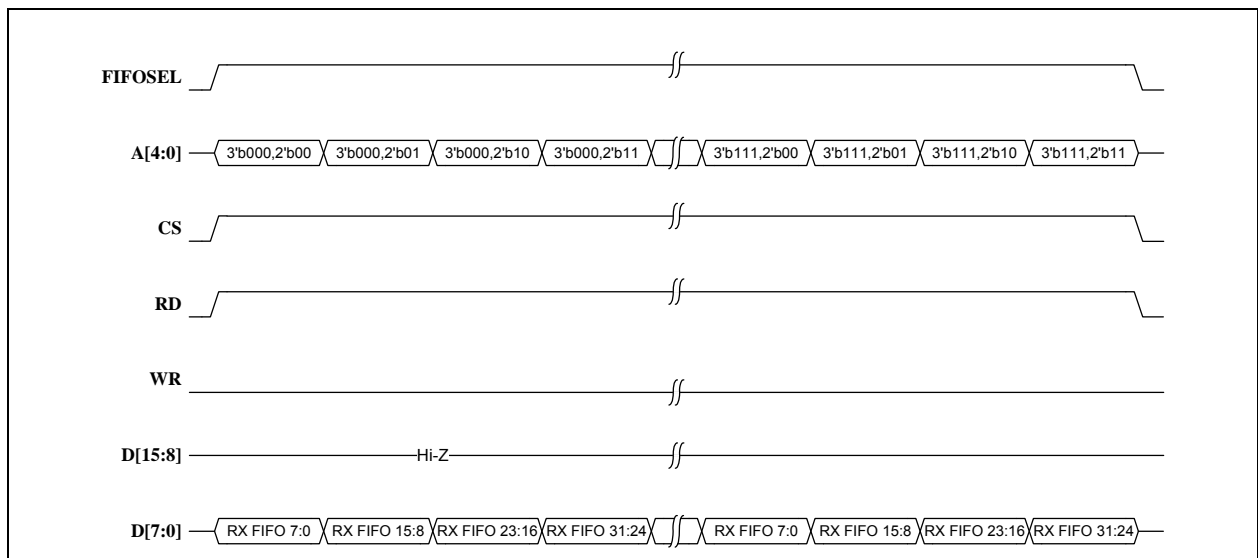 FIFOSEL
A[4:0] 3'b000,2'b00 3'b000,2'b01 3'b000,2'b10 3'b000,2'b11 3'b111,2'b00 3'b111,2'b01 3'b111,2'b10 3'b111,2'b11
CS
RD
WR
D[15:8] Hi-Z
D[7:0] RX FIFO 7:0 RX FIFO 15:8 RX FIFO 23:16 RX FIFO 31:24 RX FIFO 7:0 RX FIFO 15:8 RX FIFO 23:16 RX FIFO 31:24